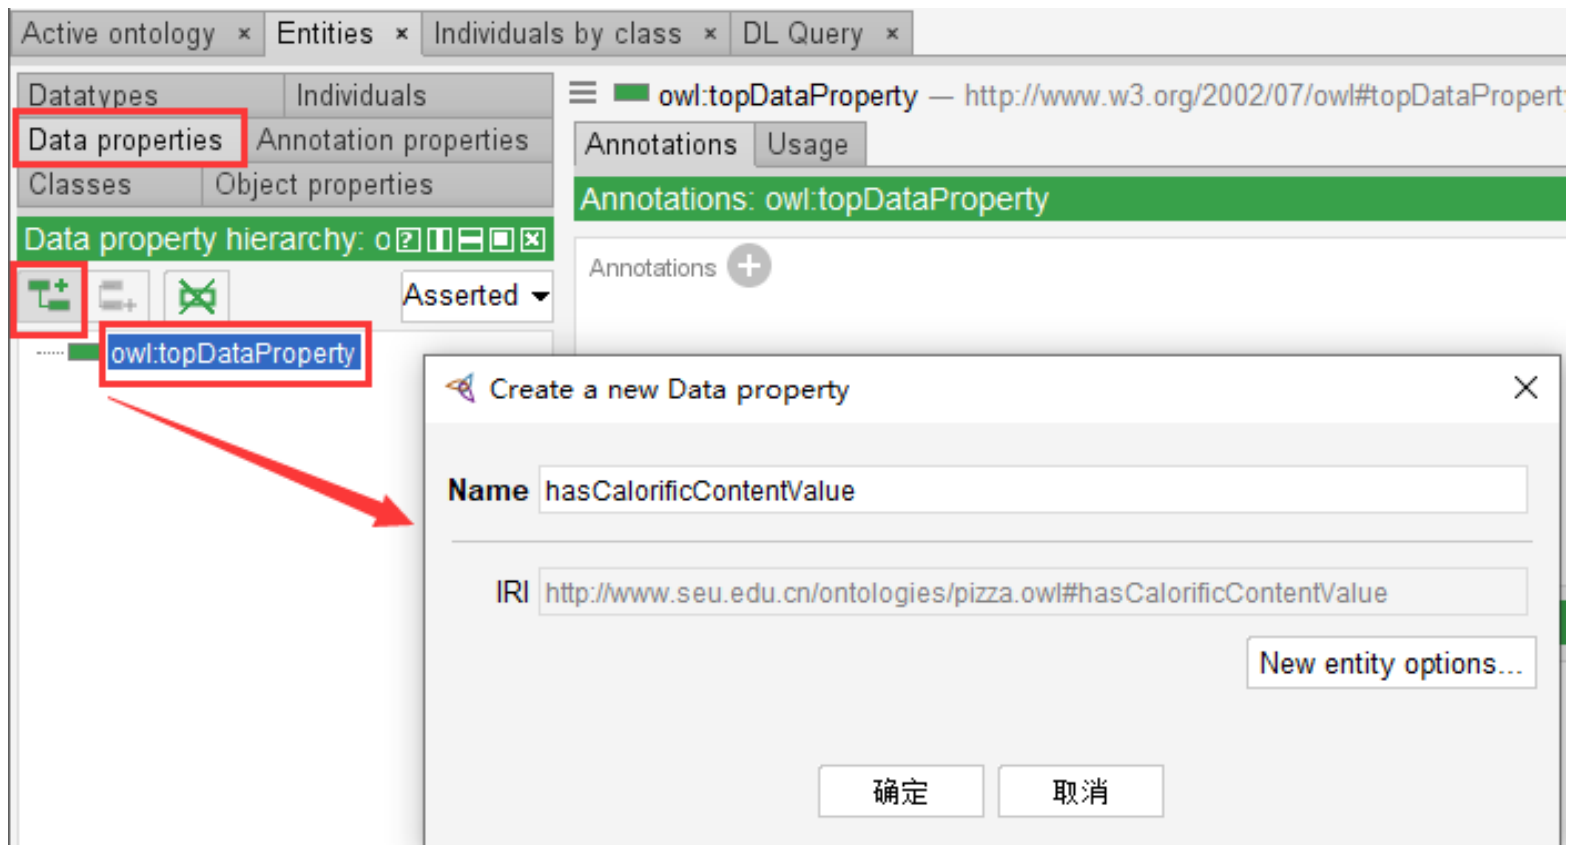 Active ontology × Entities × Individuals by class × DL Query ×
Datatypes Individuals
Data properties Annotation properties
Classes Object properties
Data property hierarchy: o
Asserted
owl:topDataProperty
owl:topDataProperty — http://www.w3.org/2002/07/owl#topDataPropert
Annotations Usage
Annotations: owl:topDataProperty
Annotations
Create a new Data property
Name hasCalorificContentValue
IRI http://www.seu.edu.cn/ontologies/pizza.owl#hasCalorificContentValue
New entity options...
确定 取消